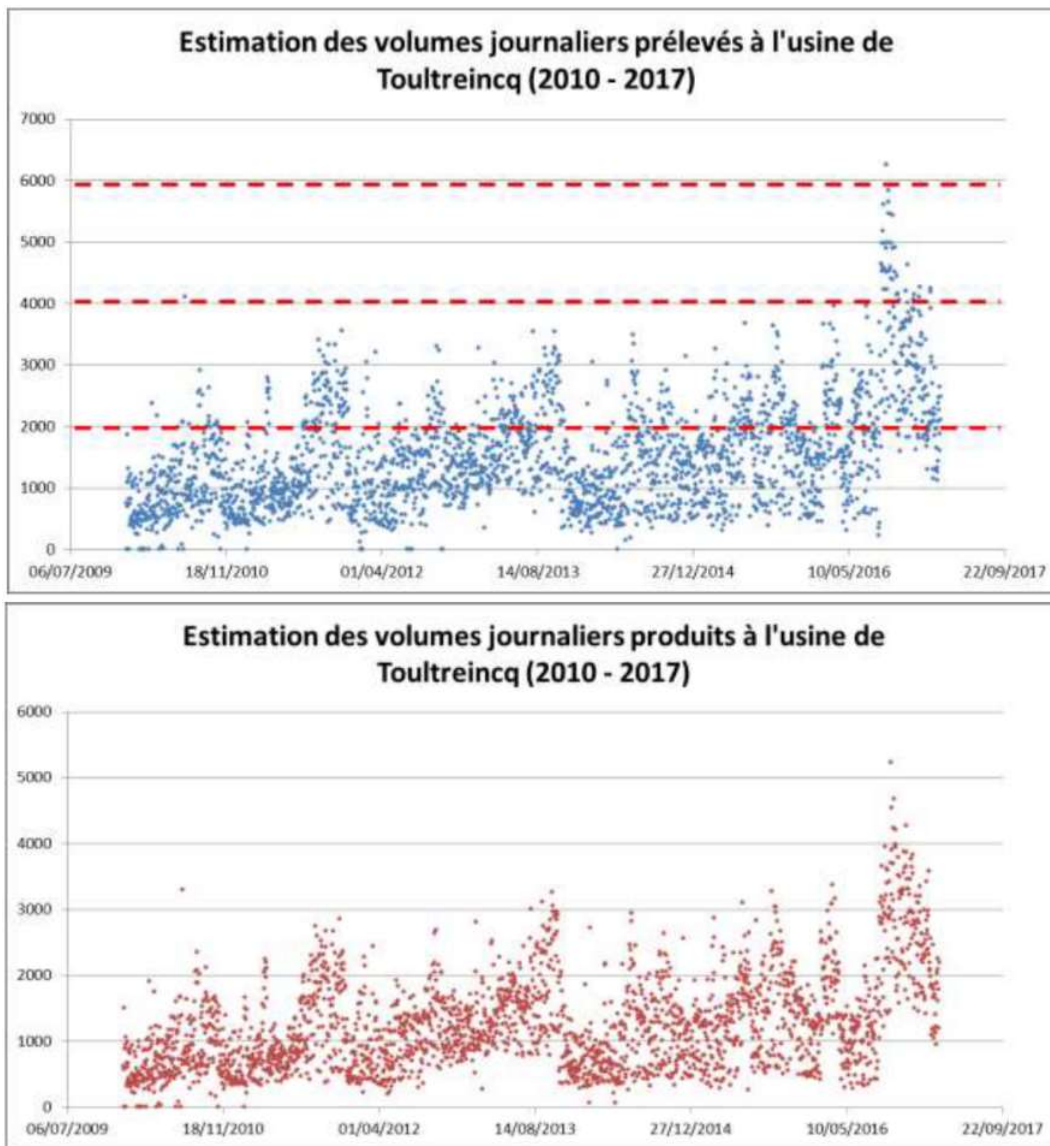 Estimation des volumes journaliers prélevés à l'usine de
Toultreincq (2010 - 2017)
7000
6000
5000
4000
3000
2000
1000
0
06/07/2009 18/11/2010 01/04/2012 14/08/2013 27/12/2014 10/05/2016 22/09/2017
Estimation des volumes journaliers produits à l'usine de
Toultreincq (2010 - 2017)
6000
5000
4000
3000
2000
1000
0
06/07/2009 18/11/2010 01/04/2012 14/08/2013 27/12/2014 10/05/2016 22/09/2017